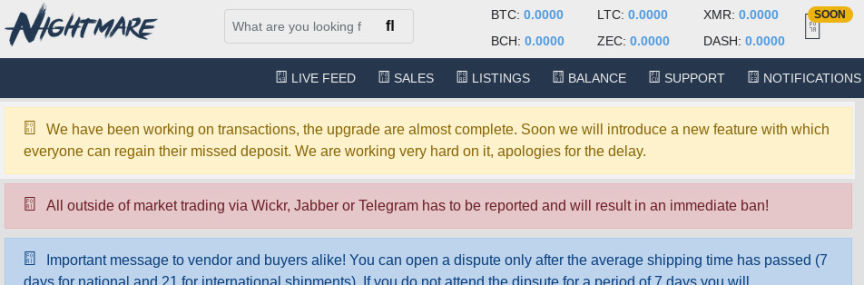 NIGHTMARE
What are you looking f
BTC: 0.0000 LTC: 0.0000 XMR: 0.0000
SOON
BCH: 0.0000 ZEC: 0.0000 DASH: 0.0000
LIVE FEED SALES LISTINGS BALANCE SUPPORT NOTIFICATIONS
We have been working on transactions, the upgrade are almost complete. Soon we will introduce a new feature with which
everyone can regain their missed deposit. We are working very hard on it, apologies for the delay.
All outside of market trading via Wickr, Jabber or Telegram has to be reported and will result in an immediate ban!
Important message to vendor and buyers alike! You can open a dispute only after the average shipping time has passed (7
days for national and 21 for international shipments). If you do not attend the dipsute for a period of 7 days you will